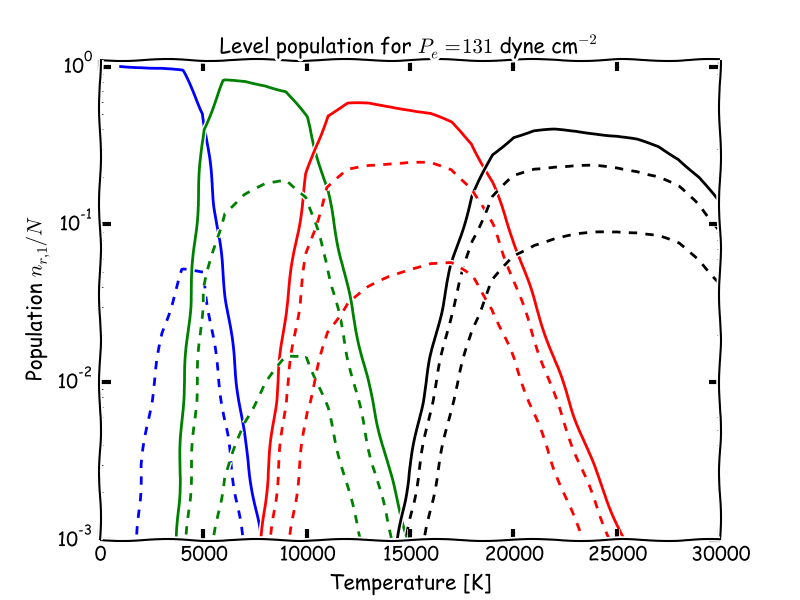 Level population for P_e = 131 dyne cm^{-2}
Population n_{r,1}/N
10^0
10^{-1}
10^{-2}
10^{-3}
0 5000 10000 15000 20000 25000 30000
Temperature [K]